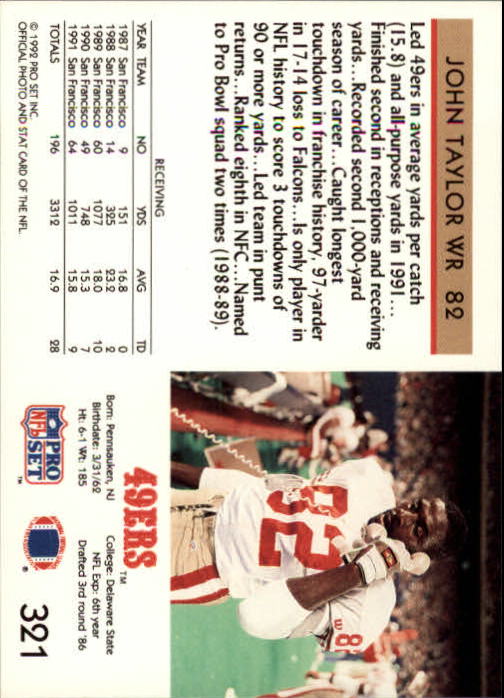 JOHN TAYLOR WR 82
Led 49ers in average yards per catch
(15.8) and all-purpose yards in 1991...
Finished second in receptions and receiving
yards...Recorded second 1,000-yard
season of career...Caught longest
touchdown in franchise history, 97-yarder
in 17-14 loss to Falcons...Is only player in
NFL history to score 3 touchdowns of
90 or more yards...Led team in punt
returns...Ranked eighth in NFC...Named
to Pro Bowl squad two times (1988-89).
RECEIVING
YEAR TEAM NO YDS AVG TD
1987 San Francisco 9 151 16.8 0
1988 San Francisco 14 325 23.2 2
1989 San Francisco 60 1077 18.0 10
1990 San Francisco 49 748 15.3 7
1991 San Francisco 64 1011 15.8 9
TOTALS 196 3312 16.9 28
© 1992 PRO SET INC.
OFFICIAL PHOTO AND STAT CARD OF THE NFL.
82
8
49ERS™
Born: Pennsauken, NJ
Birthdate: 3/31/62
Ht: 6-1 Wt: 185
College: Delaware State
NFL Exp: 6th year
Drafted 3rd round '86
PRO
NFL
SET
™
®
321